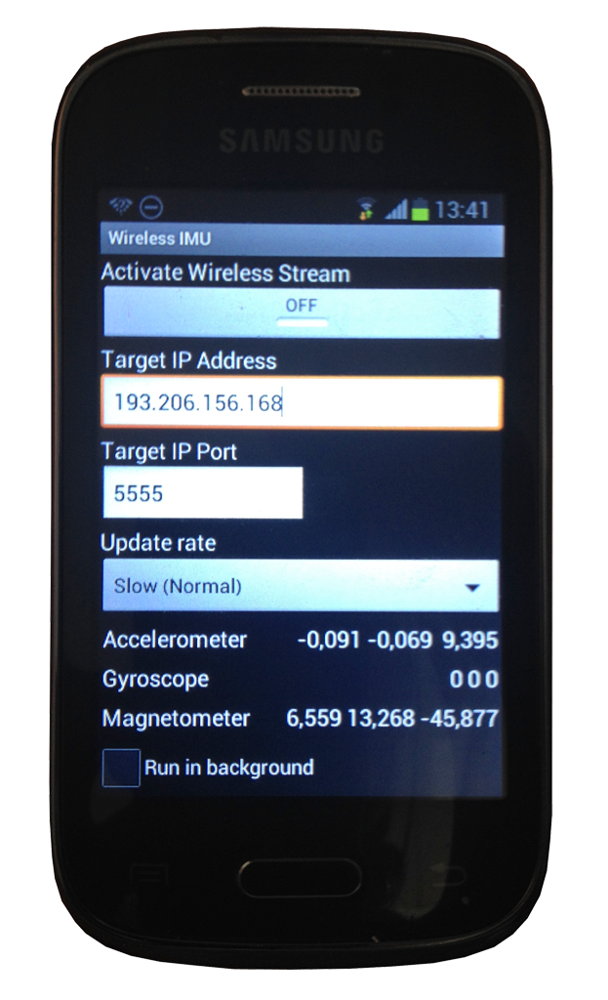 SAMSUNG
13:41
Wireless IMU
Activate Wireless Stream
OFF
Target IP Address
193.206.156.168
Target IP Port
5555
Update rate
Slow (Normal)
Accelerometer -0,091 -0,069 9,395
Gyroscope 0 0 0
Magnetometer 6,559 13,268 -45,877
Run in background